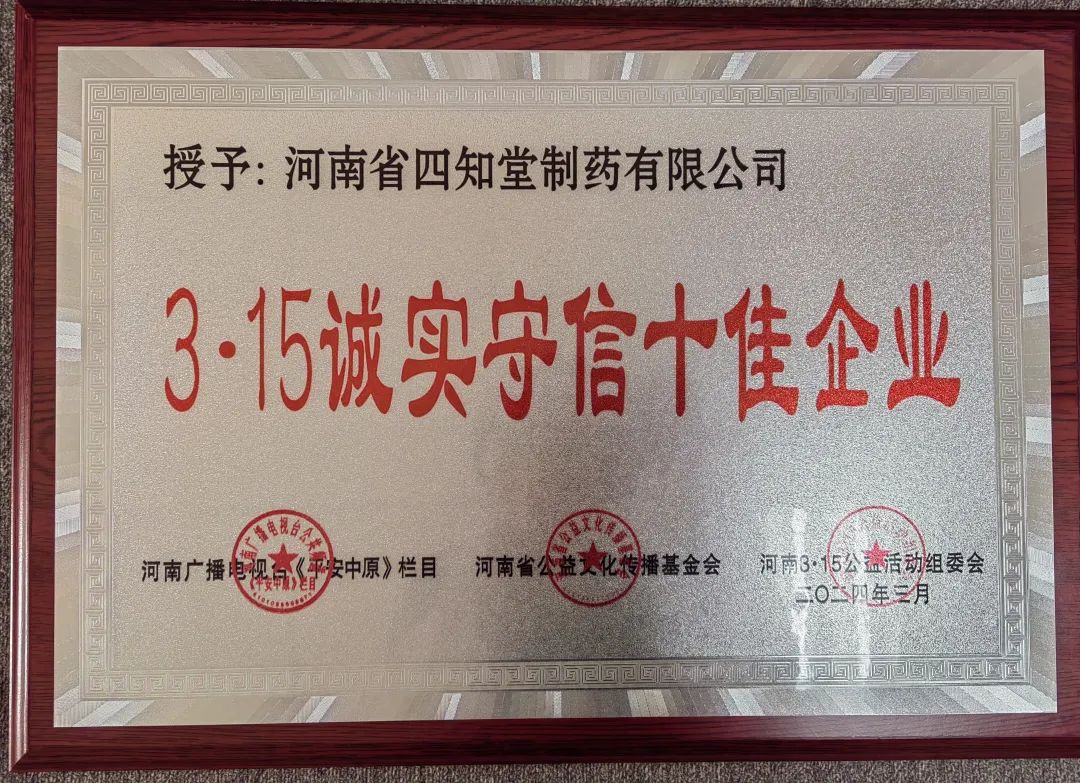 授予：河南省四知堂制药有限公司
3·15诚实守信十佳企业
河南广播电视台《平安中原》栏目
河南省公益文化传播基金会
河南3·15公益活动组委会
二〇二四年三月